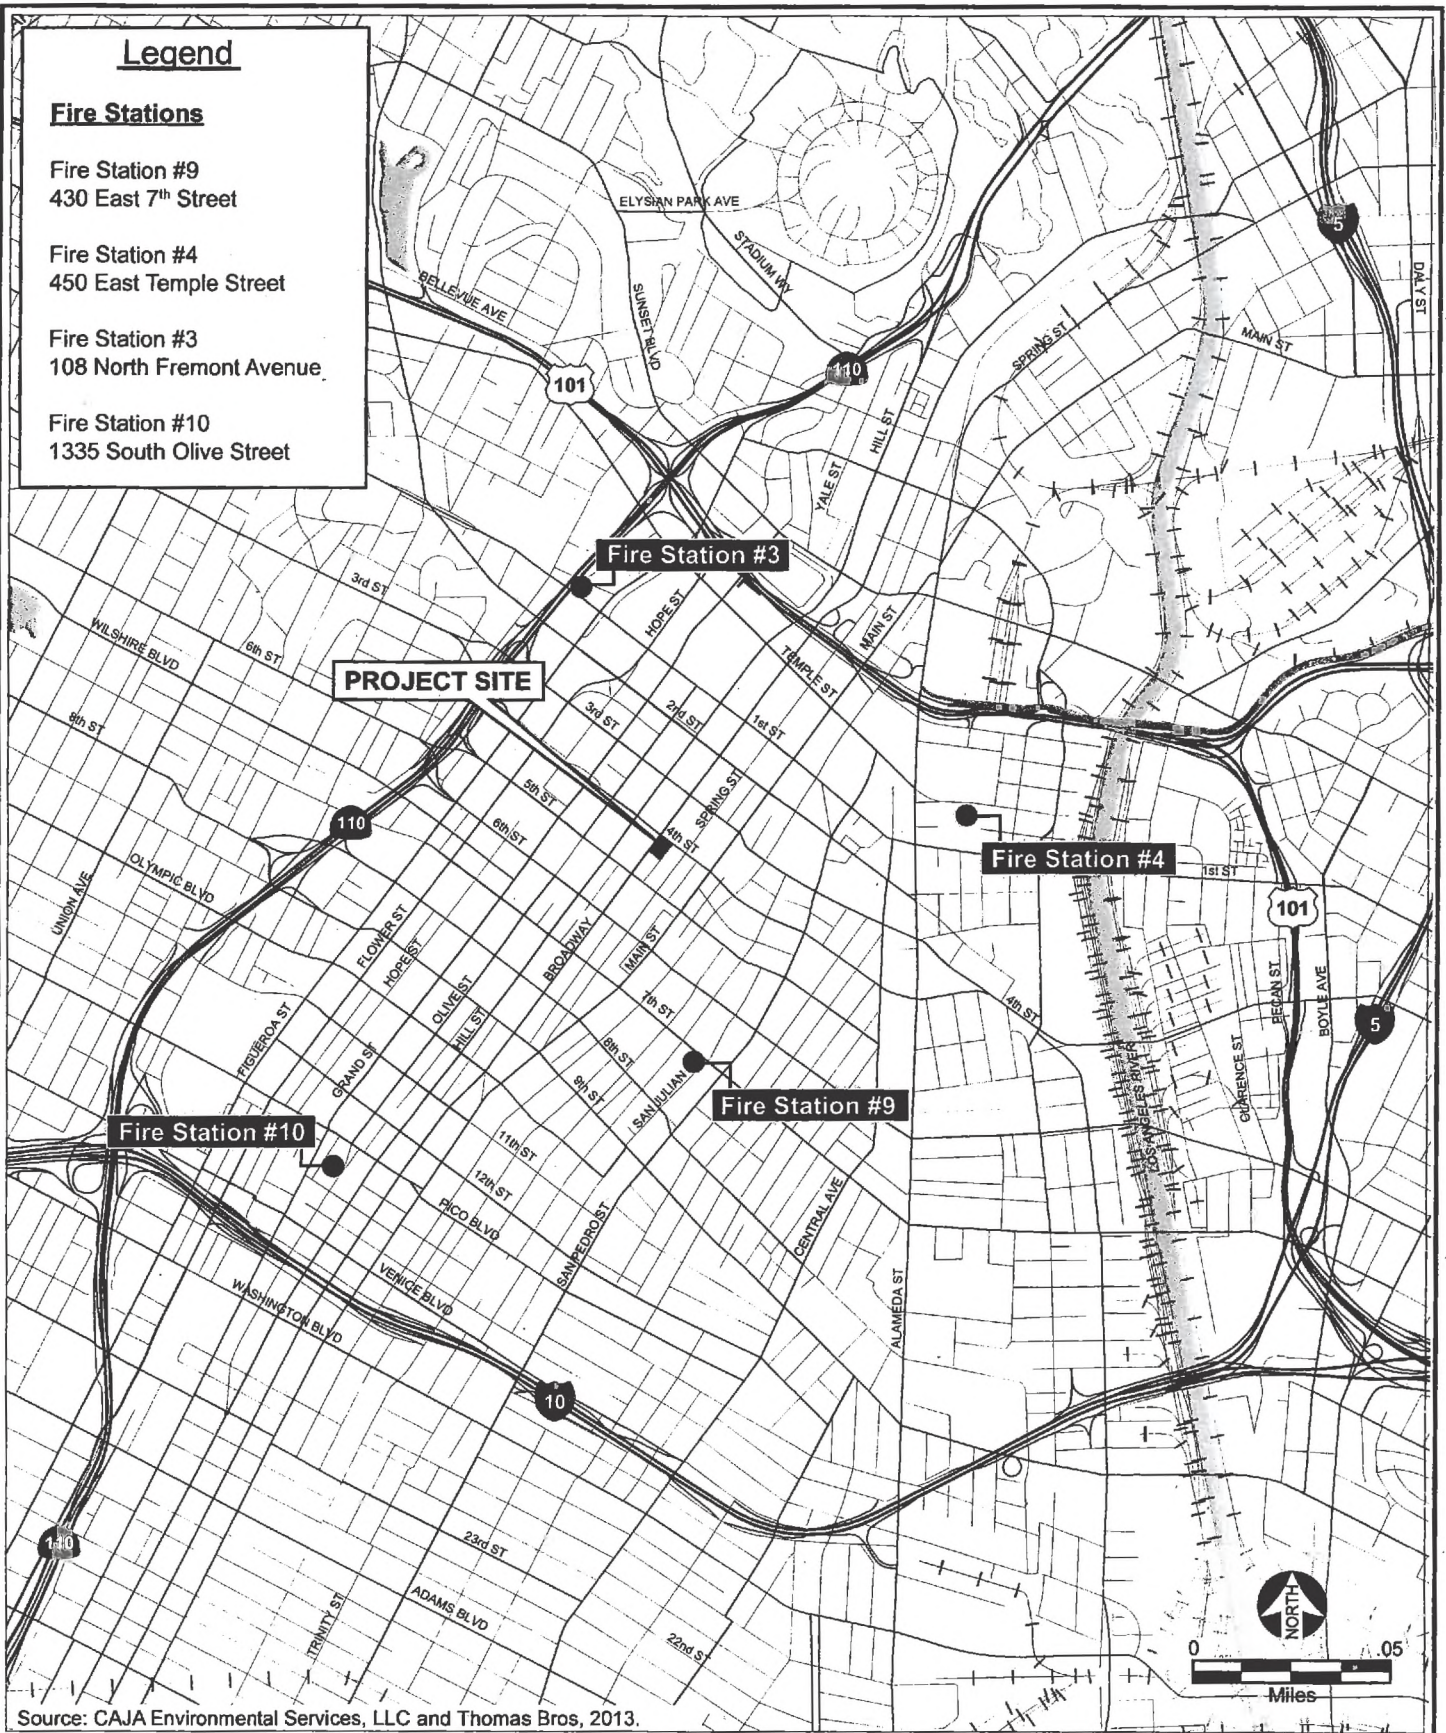 Legend
Fire Stations
Fire Station #9
430 East 7th Street
Fire Station #4
450 East Temple Street
Fire Station #3
108 North Fremont Avenue
Fire Station #10
1335 South Olive Street
ELYSIAN PARK AVE
STADIUM WY
SUNSET BLVD
BELLEVUE AVE
101
110
5
DALY ST
MAIN ST
SPRING ST
HILL ST
YALE ST
Fire Station #3
3rd ST
HOPE ST
MAIN ST
WILSHIRE BLVD
6th ST
TEMPLE ST
PROJECT SITE
8th ST
3rd ST
2nd ST
1st ST
5th ST
SPRING ST
6th ST
4th ST
110
Fire Station #4
1st ST
OLYMPIC BLVD
UNION AVE
101
FLOWER ST
HOPE ST
BROADWAY
MAIN ST
OLIVE ST
HILL ST
7th ST
4th ST
PECAN ST
BOYLE AVE
5
FIGUEROA ST
GRAND ST
8th ST
9th ST
SAN JULIAN
CLARENCE ST
LOS ANGELES RIVER
Fire Station #9
Fire Station #10
11th ST
12th ST
PICO BLVD
SAN PEDRO ST
CENTRAL AVE
VENICE BLVD
WASHINGTON BLVD
ALAMEDA ST
10
110
23rd ST
ADAMS BLVD
TRINITY ST
22nd ST
NORTH
0 .05
Miles
Source: CAJA Environmental Services, LLC and Thomas Bros, 2013.